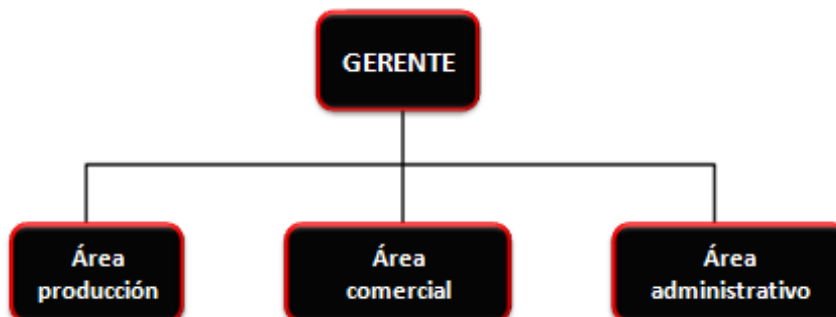 GERENTE
Área
producción
Área
comercial
Área
administrativo